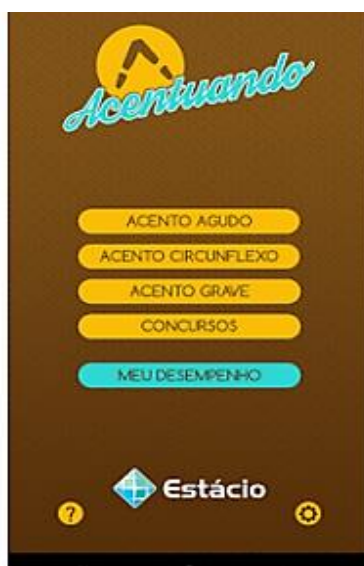 Acentuando
ACENTO AGUDO
ACENTO CIRCUNFLEXO
ACENTO GRAVE
CONCURSOS
MEU DESEMPENHO
Estácio
?